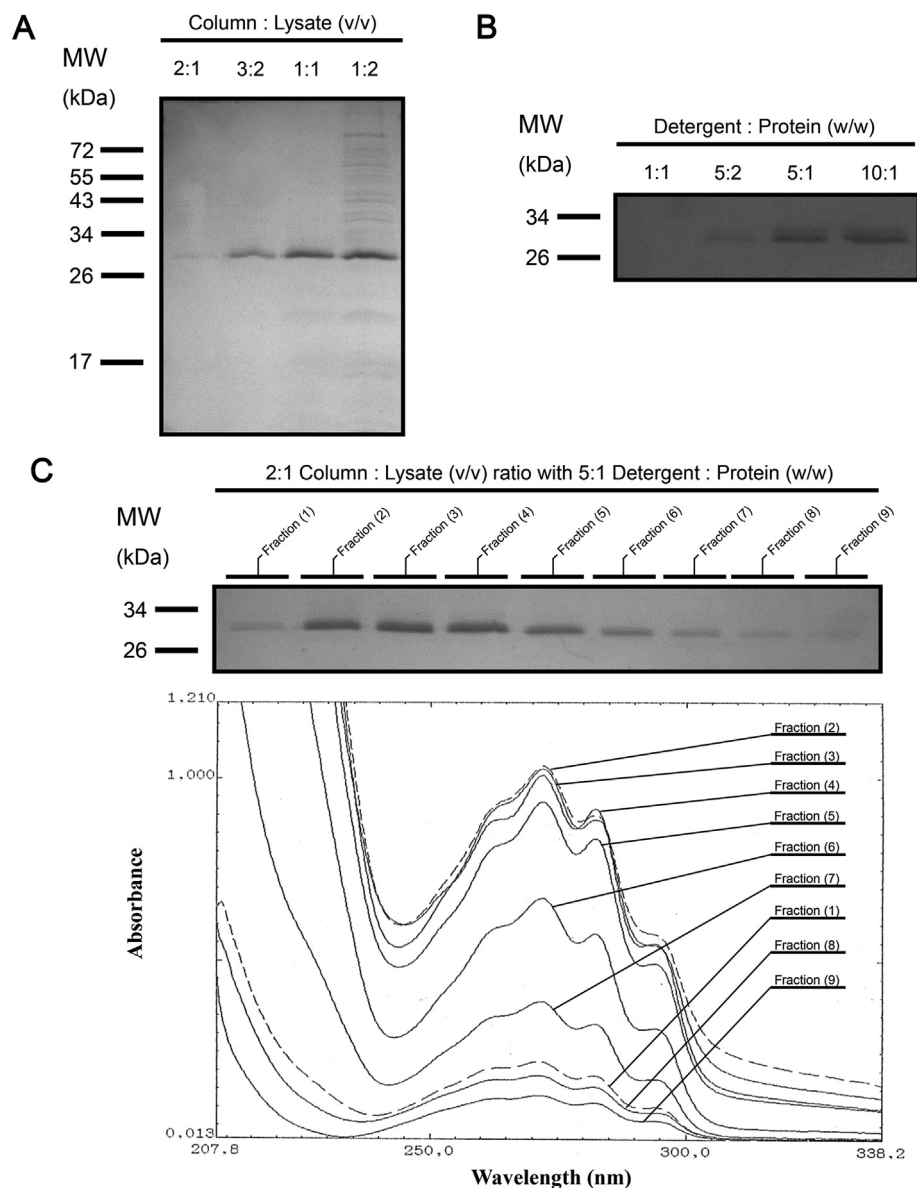 A
Column : Lysate (v/v)
MW
(kDa)
2:1 3:2 1:1 1:2
72
55
43
34
26
17
B
MW
(kDa)
Detergent : Protein (w/w)
1:1 5:2 5:1 10:1
34
26
C
2:1 Column : Lysate (v/v) ratio with 5:1 Detergent : Protein (w/w)
MW
(kDa)
Fraction (1) Fraction (2) Fraction (3) Fraction (4) Fraction (5) Fraction (6) Fraction (7) Fraction (8) Fraction (9)
34
26
1.210
1.000
0.013
Absorbance
Fraction (2)
Fraction (3)
Fraction (4)
Fraction (5)
Fraction (6)
Fraction (7)
Fraction (1)
Fraction (8)
Fraction (9)
207.8 250,0 300,0 338.2
Wavelength (nm)